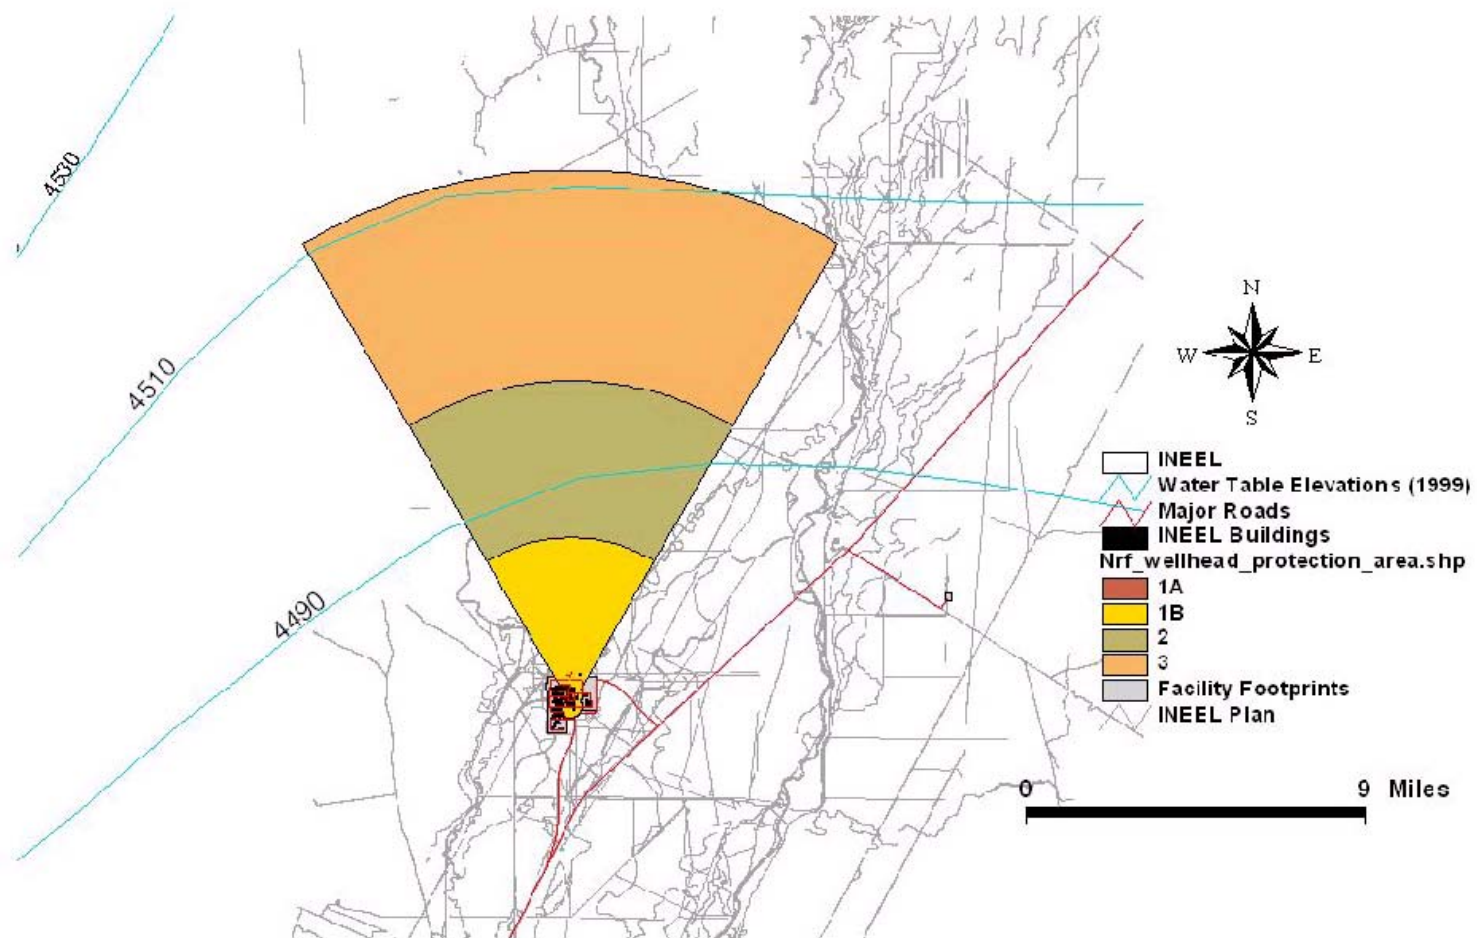 4530
4510
4490
N
W E
S
INEEL
Water Table Elevations (1999)
Major Roads
INEEL Buildings
Nrf_wellhead_protection_area.shp
1A
1B
2
3
Facility Footprints
INEEL Plan
0 9 Miles